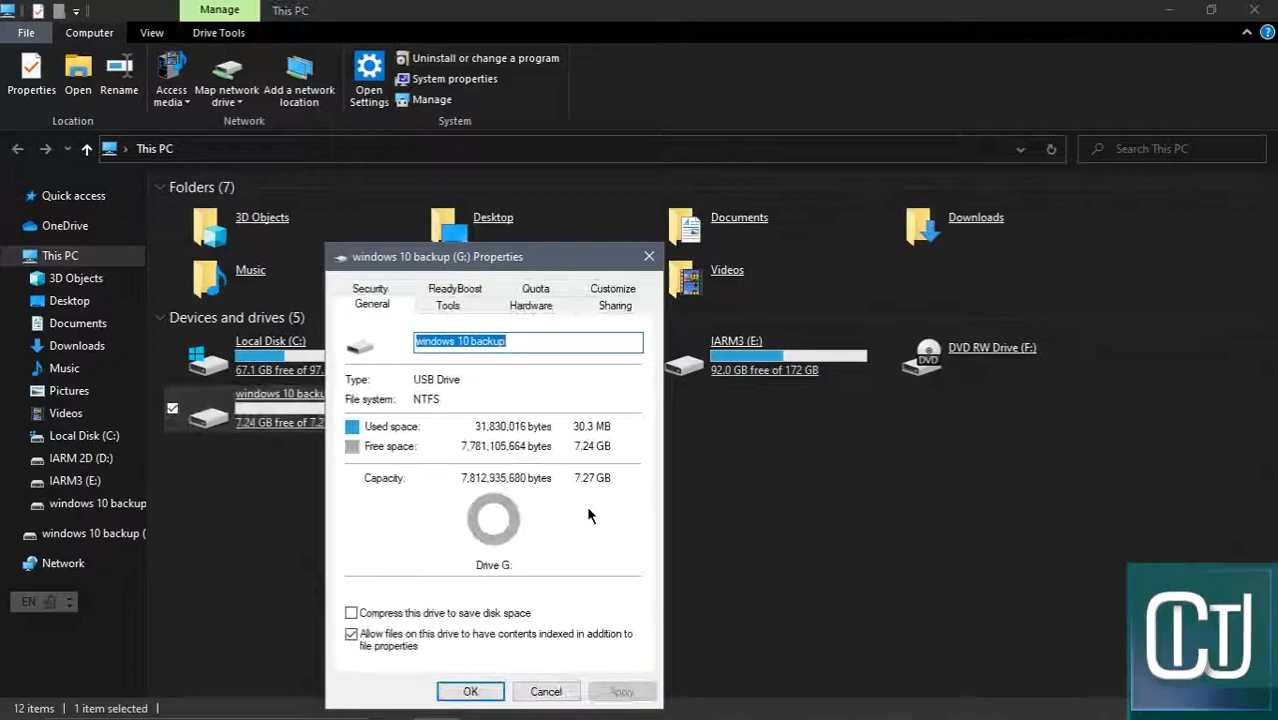 Manage
This PC
File
Computer
View
Drive Tools
Properties
Open
Rename
Access media
Map network drive
Add a network location
Open Settings
Uninstall or change a program
System properties
Manage
Location
Network
System
This PC
Search This PC
Quick access
OneDrive
This PC
3D Objects
Desktop
Documents
Downloads
Music
Pictures
Videos
Local Disk (C:)
IARM 2D (D:)
IARM3 (E:)
windows 10 backup
windows 10 backup (
Network
EN
Folders (7)
3D Objects
Desktop
Documents
Downloads
Music
Videos
Devices and drives (5)
Local Disk (C:)
67.1 GB free of 97.
IARM3 (E:)
92.0 GB free of 172 GB
DVD RW Drive (F:)
DVD
windows 10 backu
7.24 GB free of 7.2
windows 10 backup (G:) Properties
Security
ReadyBoost
Quota
Customize
General
Tools
Hardware
Sharing
windows 10 backup
Type: USB Drive
File system: NTFS
Used space: 31,830,016 bytes 30.3 MB
Free space: 7,781,105,664 bytes 7.24 GB
Capacity: 7,812,935,680 bytes 7.27 GB
Drive G:
Compress this drive to save disk space
Allow files on this drive to have contents indexed in addition to
file properties
OK
Cancel
Apply
12 items
1 item selected